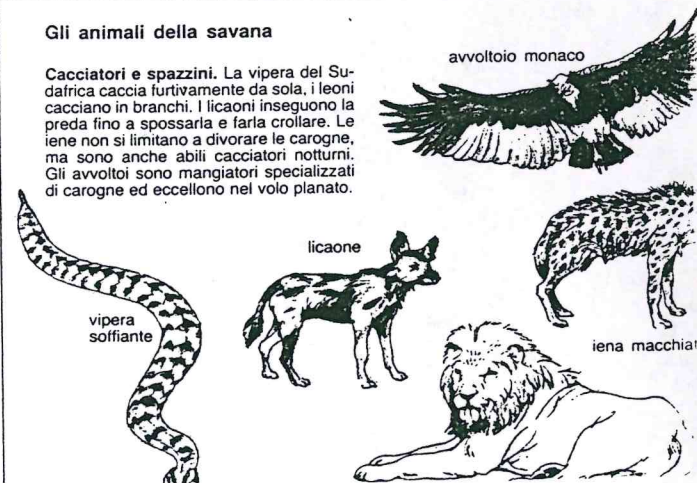 Gli animali della savana
Cacciatori e spazzini. La vipera del Su-
dafrica caccia furtivamente da sola, i leoni
cacciano in branchi. I licaoni inseguono la
preda fino a spossarla e farla crollare. Le
iene non si limitano a divorare le carogne,
ma sono anche abili cacciatori notturni.
Gli avvoltoi sono mangiatori specializzati
di carogne ed eccellono nel volo planato.
avvoltoio monaco
licaone
vipera
soffiante
iena macchiat